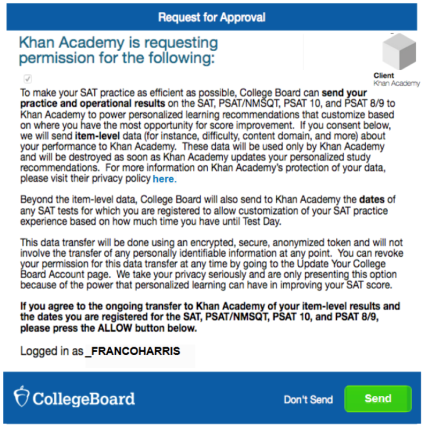 Request for Approval
Khan Academy is requesting
permission for the following:
Client
Khan Academy
To make your SAT practice as efficient as possible, College Board can send your
practice and operational results on the SAT, PSAT/NMSQT, PSAT 10, and PSAT 8/9 to
Khan Academy to power personalized learning recommendations that customize based
on where you have the most opportunity for score improvement. If you consent below,
we will send item-level data (for instance, difficulty, content domain, and more) about
your performance to Khan Academy. These data will be used only by Khan Academy
and will be destroyed as soon as Khan Academy updates your personalized study
recommendations. For more information on Khan Academy's protection of your data,
please visit their privacy policy here.
Beyond the item-level data, College Board will also send to Khan Academy the dates of
any SAT tests for which you are registered to allow customization of your SAT practice
experience based on how much time you have until Test Day.
This data transfer will be done using an encrypted, secure, anonymized token and will not
involve the transfer of any personally identifiable information at any point. You can revoke
your permission for this data transfer at any time by going to the Update Your College
Board Account page. We take your privacy seriously and are only presenting this option
because of the power that personalized learning can have in improving your SAT score.
If you agree to the ongoing transfer to Khan Academy of your item-level results and
the dates you are registered for the SAT, PSAT/NMSQT, PSAT 10, and PSAT 8/9,
please press the ALLOW button below.
Logged in as _FRANCOHARRIS
CollegeBoard
Don't Send
Send